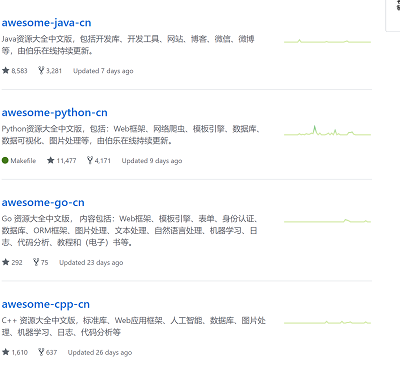 awesome-java-cn
Java资源大全中文版，包括开发库、开发工具、网站、博客、微信、微博
等，由伯乐在线持续更新。
8,583 3,281 Updated 7 days ago
awesome-python-cn
Python资源大全中文版，包括：Web框架、网络爬虫、模板引擎、数据库、
数据可视化、图片处理等，由伯乐在线持续更新。
Makefile 11,477 4,171 Updated 9 days ago
awesome-go-cn
Go 资源大全中文版， 内容包括：Web框架、模板引擎、表单、身份认证、
数据库、ORM框架、图片处理、文本处理、自然语言处理、机器学习、日
志、代码分析、教程和（电子）书等。
292 75 Updated 23 days ago
awesome-cpp-cn
C++ 资源大全中文版，标准库、Web应用框架、人工智能、数据库、图片处
理、机器学习、日志、代码分析等
1,610 637 Updated 26 days ago